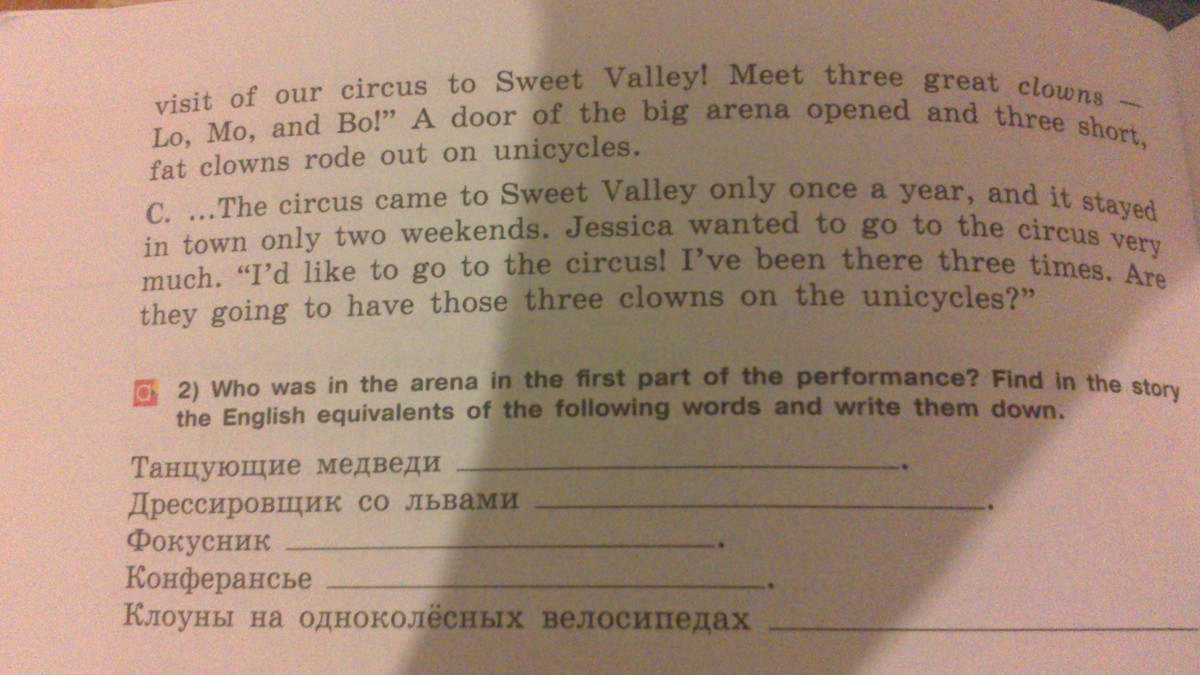 visit of our circus to Sweet Valley! Meet three great clowns —
Lo, Mo, and Bo!” A door of the big arena opened and three short,
fat clowns rode out on unicycles.
C. ...The circus came to Sweet Valley only once a year, and it stayed
in town only two weekends. Jessica wanted to go to the circus very
much. “I’d like to go to the circus! I’ve been there three times. Are
they going to have those three clowns on the unicycles?”
a 2) Who was in the arena in the first part of the performance? Find in the story
the English equivalents of the following words and write them down.
Танцующие медведи ____________________.
Дрессировщик со львами ____________________.
Фокусник ____________________.
Конферансье ____________________.
Клоуны на одноколёсных велосипедах ____________________